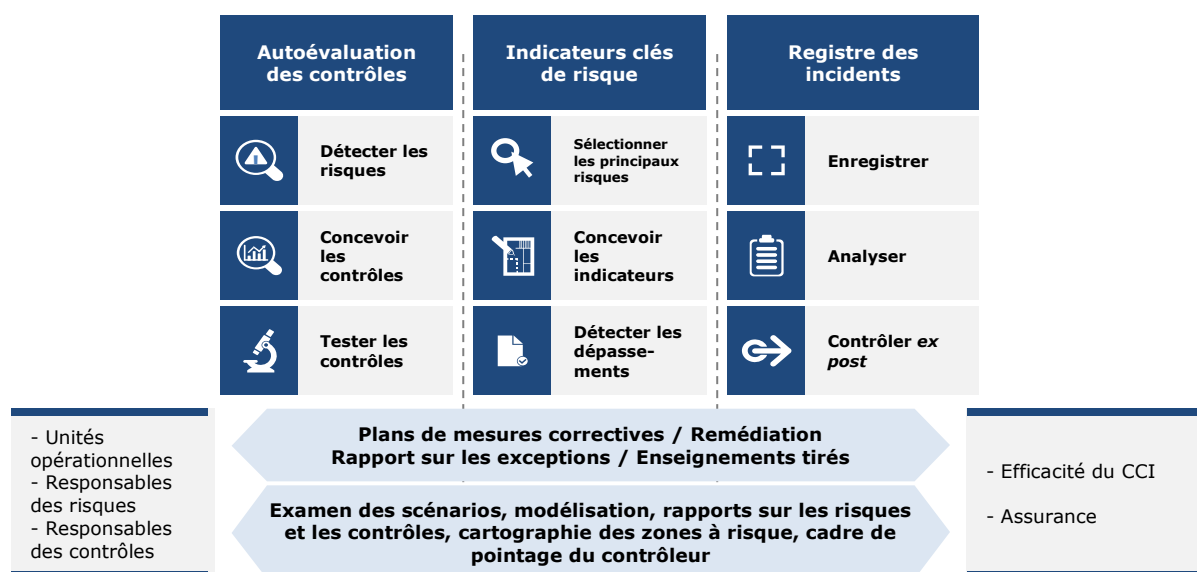 Autoévaluation
des contrôles
Indicateurs clés
de risque
Registre des
incidents
Détecter les
risques
Sélectionner
les principaux
risques
Enregistrer
Concevoir
les
contrôles
Concevoir
les
indicateurs
Analyser
Tester les
contrôles
Détecter les
dépasse-
ments
Contrôler ex
post
- Unités
opérationnelles
- Responsables
des risques
- Responsables
des contrôles
Plans de mesures correctives / Remédiation
Rapport sur les exceptions / Enseignements tirés
Examen des scénarios, modélisation, rapports sur les risques
et les contrôles, cartographie des zones à risque, cadre de
pointage du contrôleur
- Efficacité du CCI
- Assurance